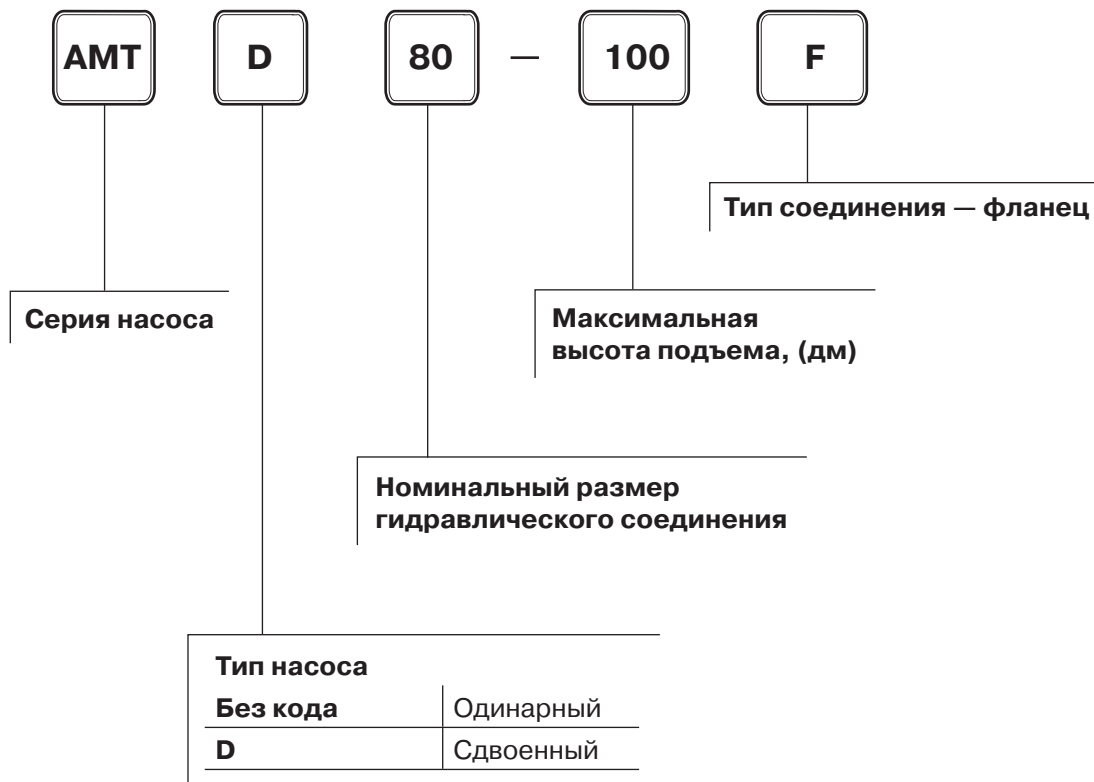 AMT D 80 — 100 F
Тип соединения — фланец
Серия насоса
Максимальная
высота подъема, (дм)
Номинальный размер
гидравлического соединения
Тип насоса
Без кода Одинарный
D Сдвоенный